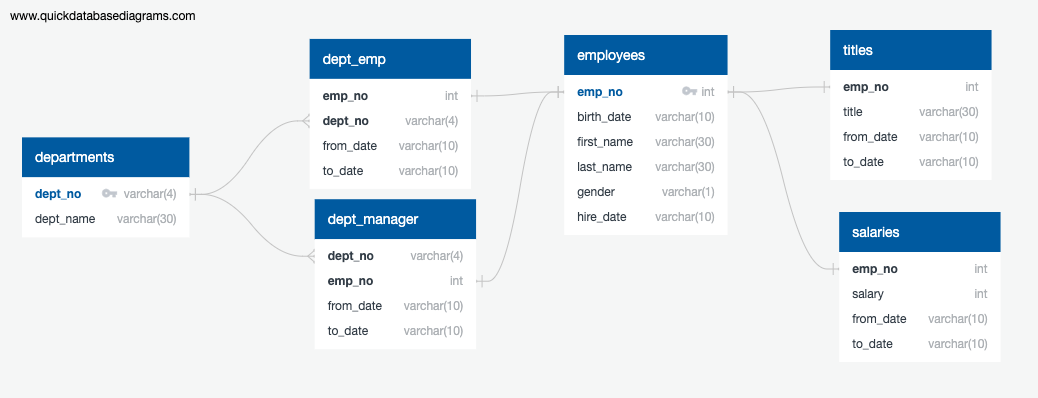 www.quickdatabasediagrams.com
departments
dept_no varchar(4)
dept_name varchar(30)
dept_emp
emp_no int
dept_no varchar(4)
from_date varchar(10)
to_date varchar(10)
dept_manager
dept_no varchar(4)
emp_no int
from_date varchar(10)
to_date varchar(10)
employees
emp_no int
birth_date varchar(10)
first_name varchar(30)
last_name varchar(30)
gender varchar(1)
hire_date varchar(10)
titles
emp_no int
title varchar(30)
from_date varchar(10)
to_date varchar(10)
salaries
emp_no int
salary int
from_date varchar(10)
to_date varchar(10)